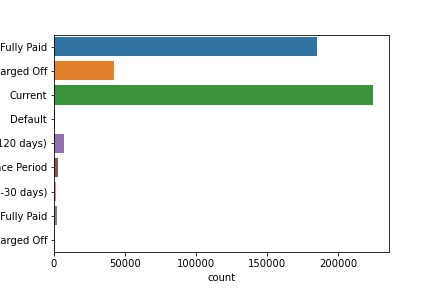 Fully Paid
arged Off
Current
Default
120 days)
ace Period
-30 days)
Fully Paid
arged Off
0 50000 100000 150000 200000
count